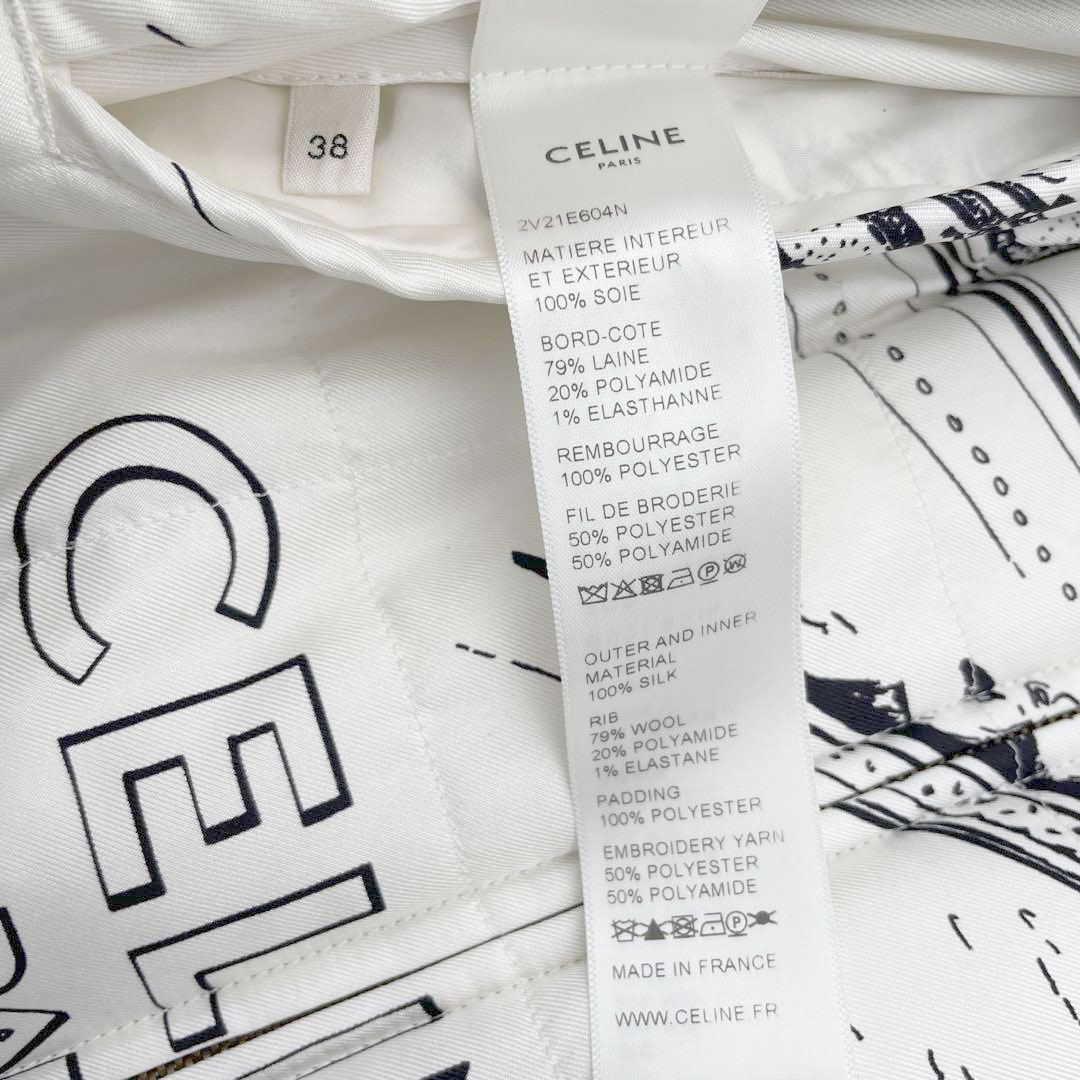 38
CELINE
PARIS
2V21E604N
MATIERE INTEREUR
ET EXTERIEUR
100% SOIE
BORD-COTE
79% LAINE
20% POLYAMIDE
1% ELASTHANNE
REMBOURRAGE
100% POLYESTER
FIL DE BRODERIE
50% POLYESTER
50% POLYAMIDE
OUTER AND INNER
MATERIAL
100% SILK
RIB
79% WOOL
20% POLYAMIDE
1% ELASTANE
PADDING
100% POLYESTER
EMBROIDERY YARN
50% POLYESTER
50% POLYAMIDE
MADE IN FRANCE
WWW.CELINE FR
CELI